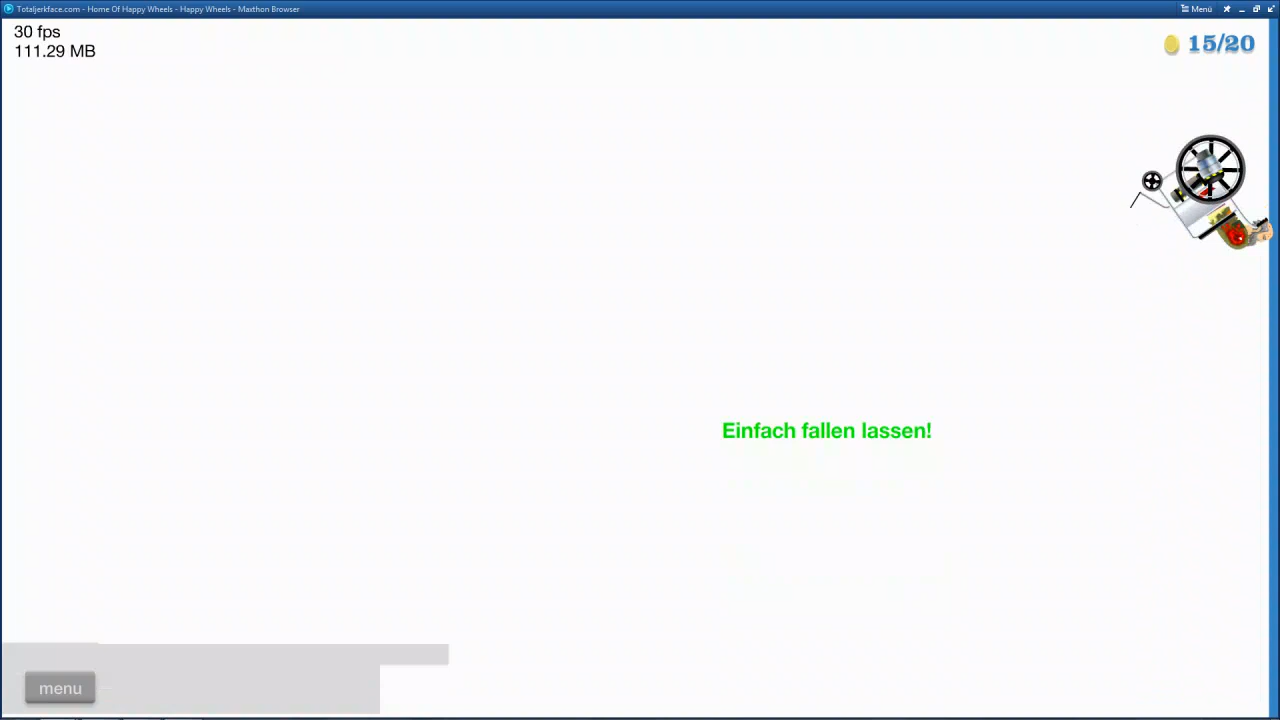 Totaljerkface.com - Home Of Happy Wheels - Happy Wheels - Maxthon Browser
Menü
30 fps
111.29 MB
15/20
Einfach fallen lassen!
menu